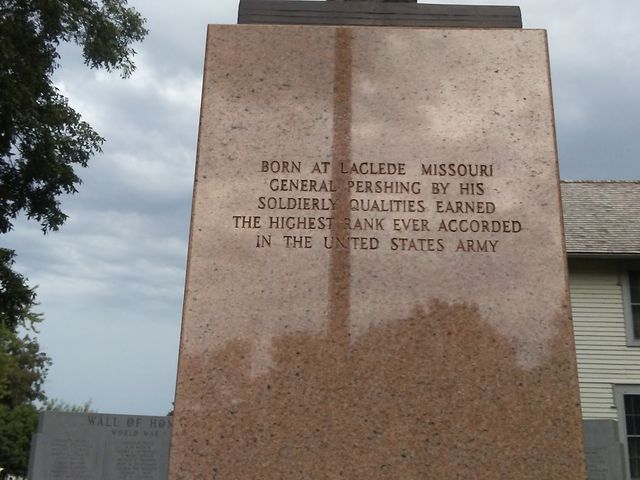 BORN AT LACLEDE MISSOURI
GENERAL PERSHING BY HIS
SOLDIERLY QUALITIES EARNED
THE HIGHEST RANK EVER ACCORDED
IN THE UNITED STATES ARMY
WALL OF
WORLD WAR